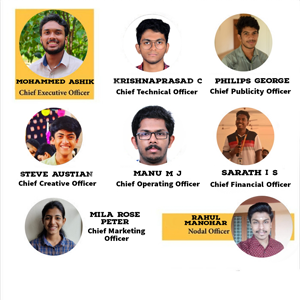 MOHAMMED ASHIK
Chief Executive Officer
KRISHNAPRASAD C
Chief Technical Officer
PHILIPS GEORGE
Chief Publicity Officer
STEVE AUSTIAN
Chief Creative Officer
MANU M J
Chief Operating Officer
SARATH I S
Chief Financial Officer
MILA ROSE
PETER
Chief Marketing
Officer
RAHUL
MANOHAR
Nodal Officer